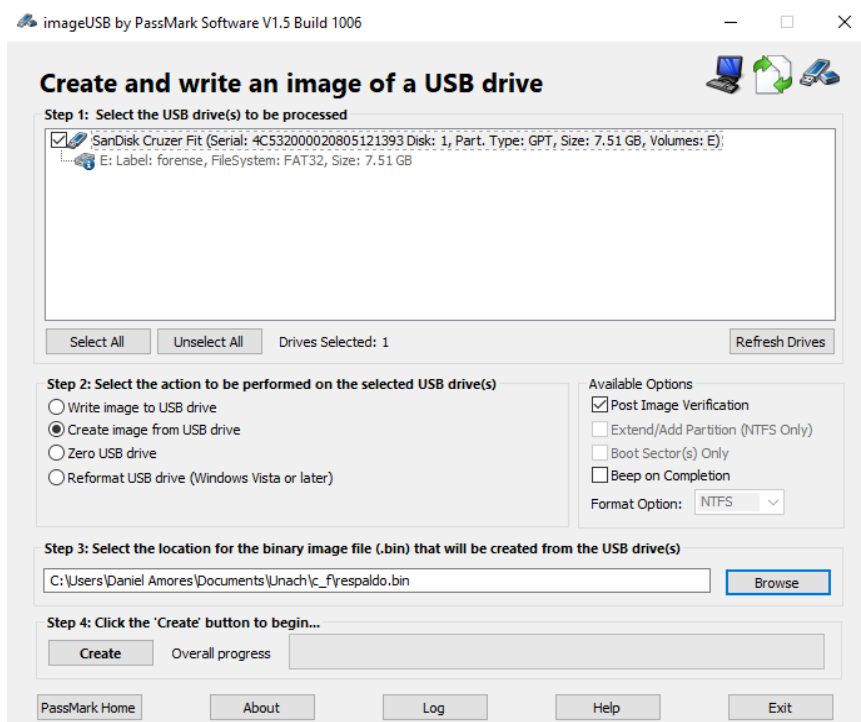 imageUSB by PassMark Software V1.5 Build 1006
Create and write an image of a USB drive
Step 1: Select the USB drive(s) to be processed
SanDisk Cruzer Fit (Serial: 4C532000020805121393 Disk: 1, Part. Type: GPT, Size: 7.51 GB, Volumes: E)
E: Label: forense, FileSystem: FAT32, Size: 7.51 GB
Select All
Unselect All
Drives Selected: 1
Refresh Drives
Step 2: Select the action to be performed on the selected USB drive(s)
Write image to USB drive
Create image from USB drive
Zero USB drive
Reformat USB drive (Windows Vista or later)
Available Options
Post Image Verification
Extend/Add Partition (NTFS Only)
Boot Sector(s) Only
Beep on Completion
Format Option: NTFS
Step 3: Select the location for the binary image file (.bin) that will be created from the USB drive(s)
C:\Users\Daniel Amores\Documents\Unach\c_f\respaldo.bin
Browse
Step 4: Click the 'Create' button to begin...
Create
Overall progress
PassMark Home
About
Log
Help
Exit